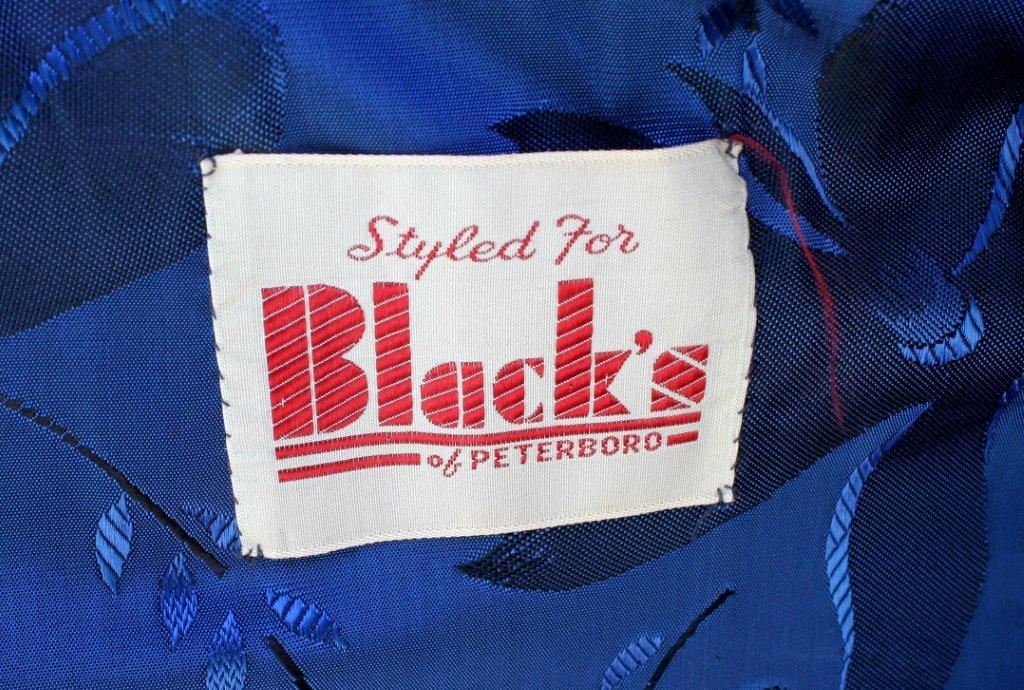 Styled For
Black's
of PETERBORO